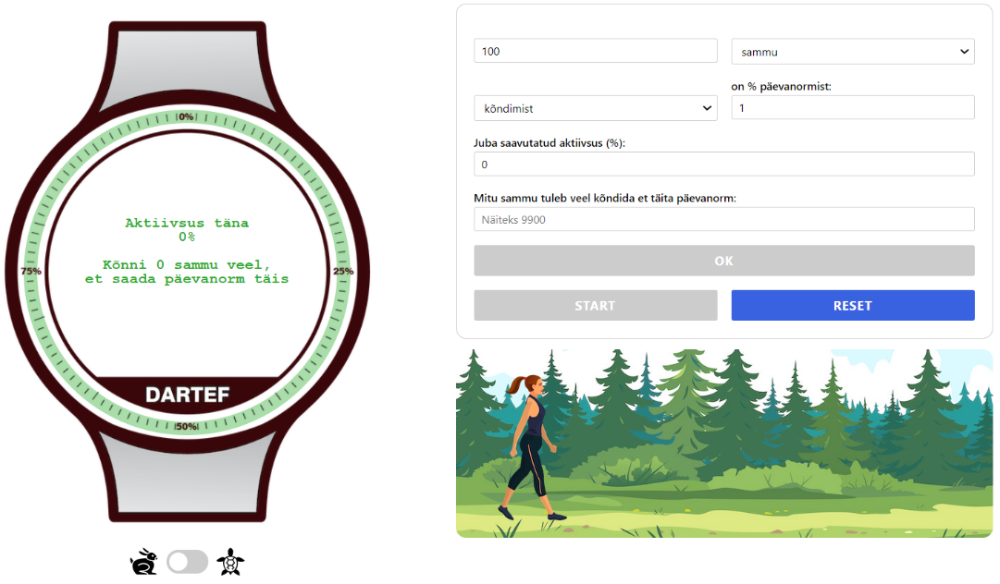 0%
25%
50%
75%
Aktiivsus täna
0%
Kõnni 0 sammu veel,
et saada päevanorm täis
DARTEF
100
sammu
kõndimist
on % päevanormist:
1
Juba saavutatud aktiivsus (%):
0
Mitu sammu tuleb veel kõndida et täita päevanorm:
Näiteks 9900
OK
START
RESET